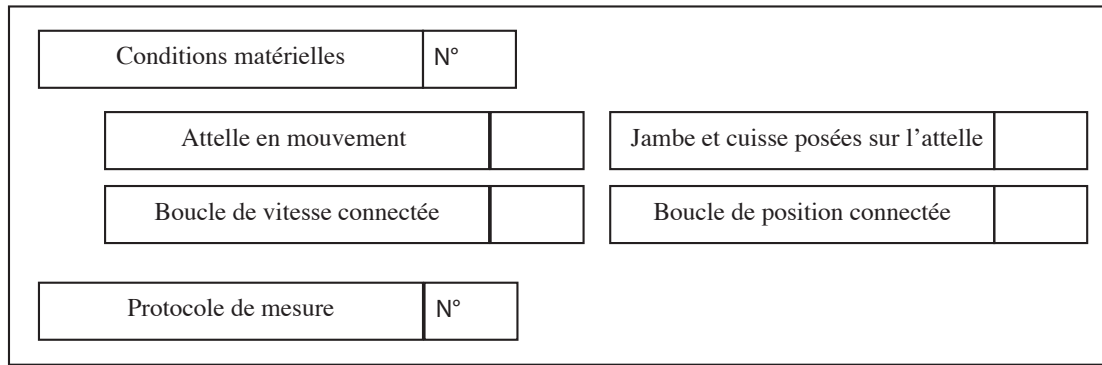 Conditions matérielles N°
Attelle en mouvement Jambe et cuisse posées sur l’attelle
Boucle de vitesse connectée Boucle de position connectée
Protocole de mesure N°